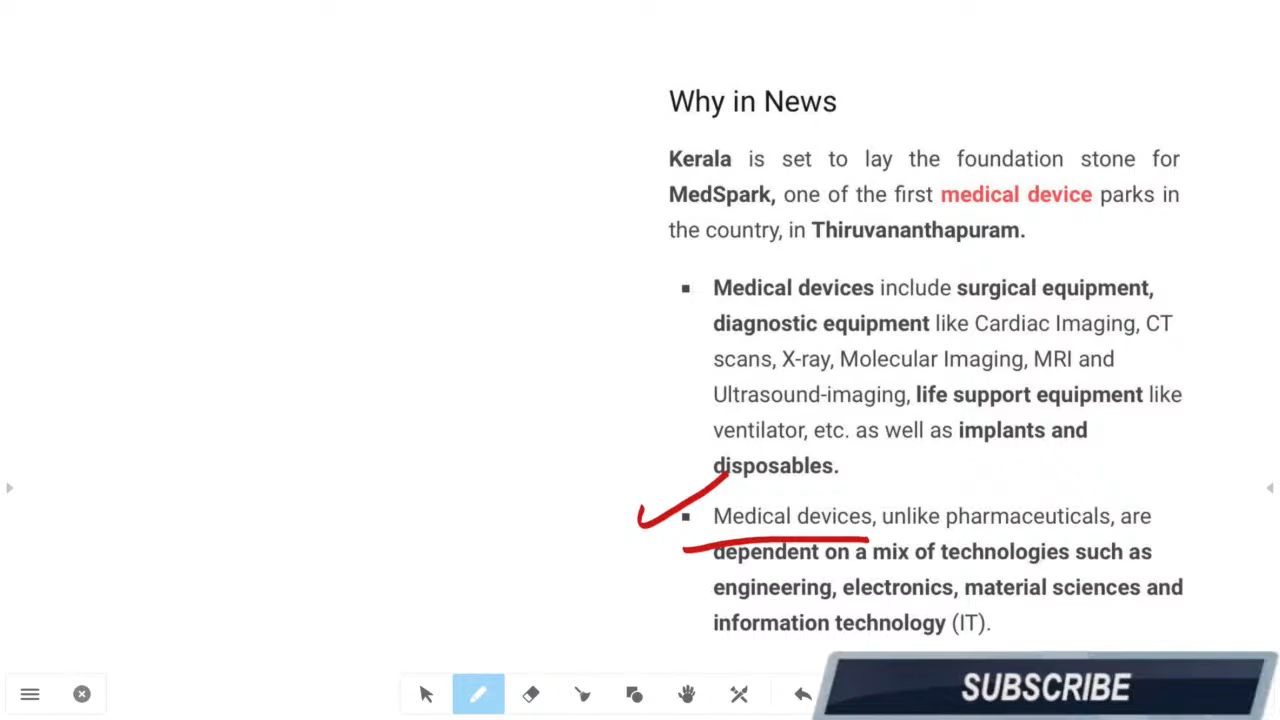 Why in News
Kerala is set to lay the foundation stone for
MedSpark, one of the first medical device parks in
the country, in Thiruvananthapuram.
Medical devices include surgical equipment,
diagnostic equipment like Cardiac Imaging, CT
scans, X-ray, Molecular Imaging, MRI and
Ultrasound-imaging, life support equipment like
ventilator, etc. as well as implants and
disposables.
Medical devices, unlike pharmaceuticals, are
dependent on a mix of technologies such as
engineering, electronics, material sciences and
information technology (IT).
SUBSCRIBE